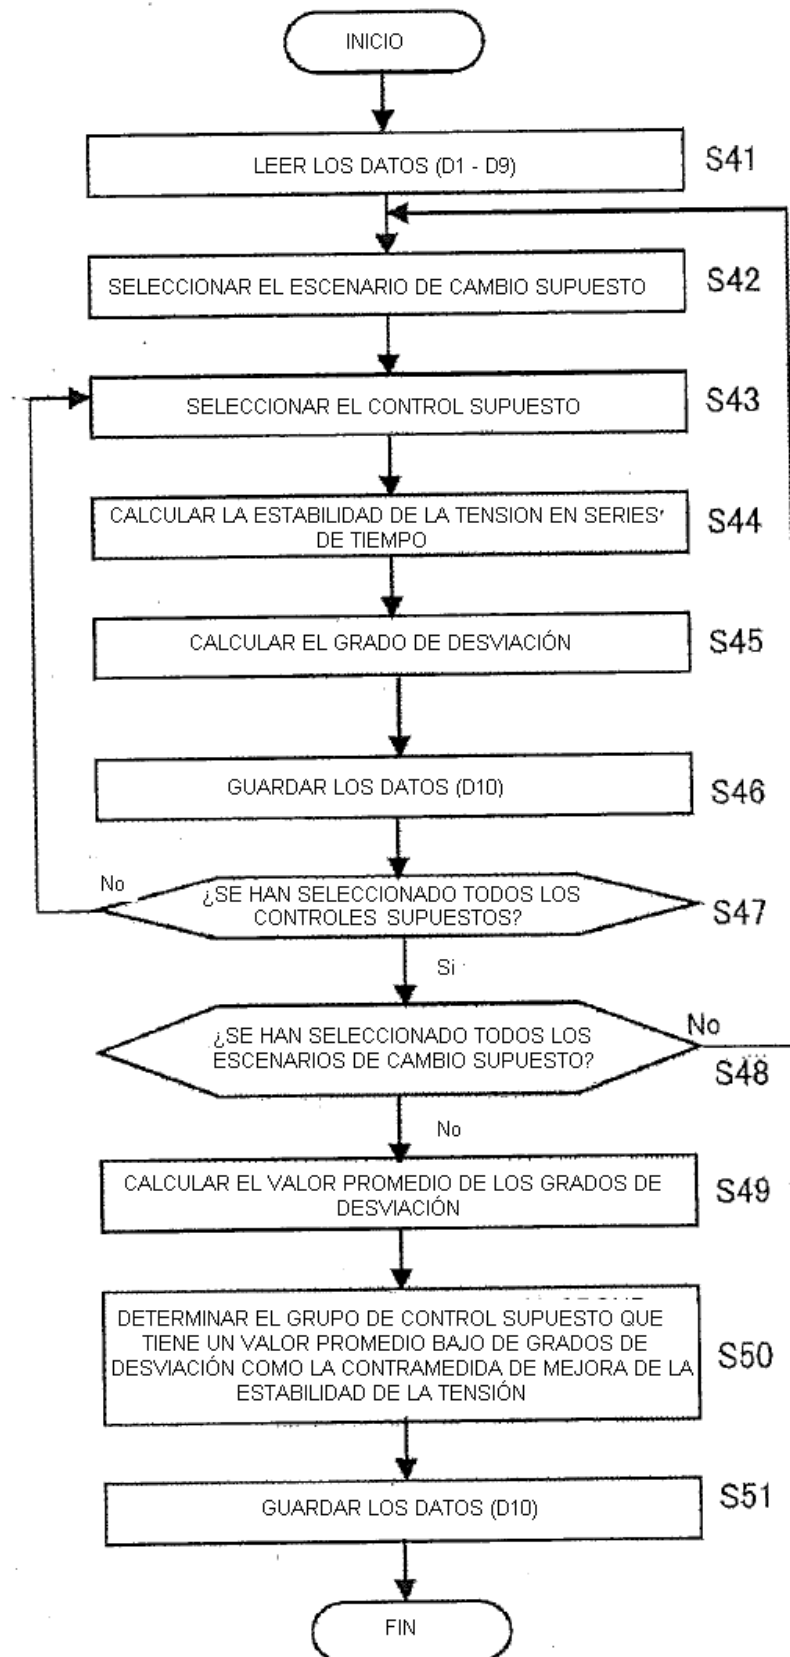 INICIO
LEER LOS DATOS (D1 - D9)
S41
SELECCIONAR EL ESCENARIO DE CAMBIO SUPUESTO
S42
SELECCIONAR EL CONTROL SUPUESTO
S43
CALCULAR LA ESTABILIDAD DE LA TENSION EN SERIES
DE TIEMPO
S44
CALCULAR EL GRADO DE DESVIACIÓN
S45
GUARDAR LOS DATOS (D10)
S46
No
¿SE HAN SELECCIONADO TODOS LOS
CONTROLES SUPUESTOS?
S47
Si
¿SE HAN SELECCIONADO TODOS LOS
ESCENARIOS DE CAMBIO SUPUESTO?
No
S48
No
CALCULAR EL VALOR PROMEDIO DE LOS GRADOS DE
DESVIACIÓN
S49
DETERMINAR EL GRUPO DE CONTROL SUPUESTO QUE
TIENE UN VALOR PROMEDIO BAJO DE GRADOS DE
DESVIACIÓN COMO LA CONTRAMEDIDA DE MEJORA DE LA
ESTABILIDAD DE LA TENSIÓN
S50
GUARDAR LOS DATOS (D10)
S51
FIN